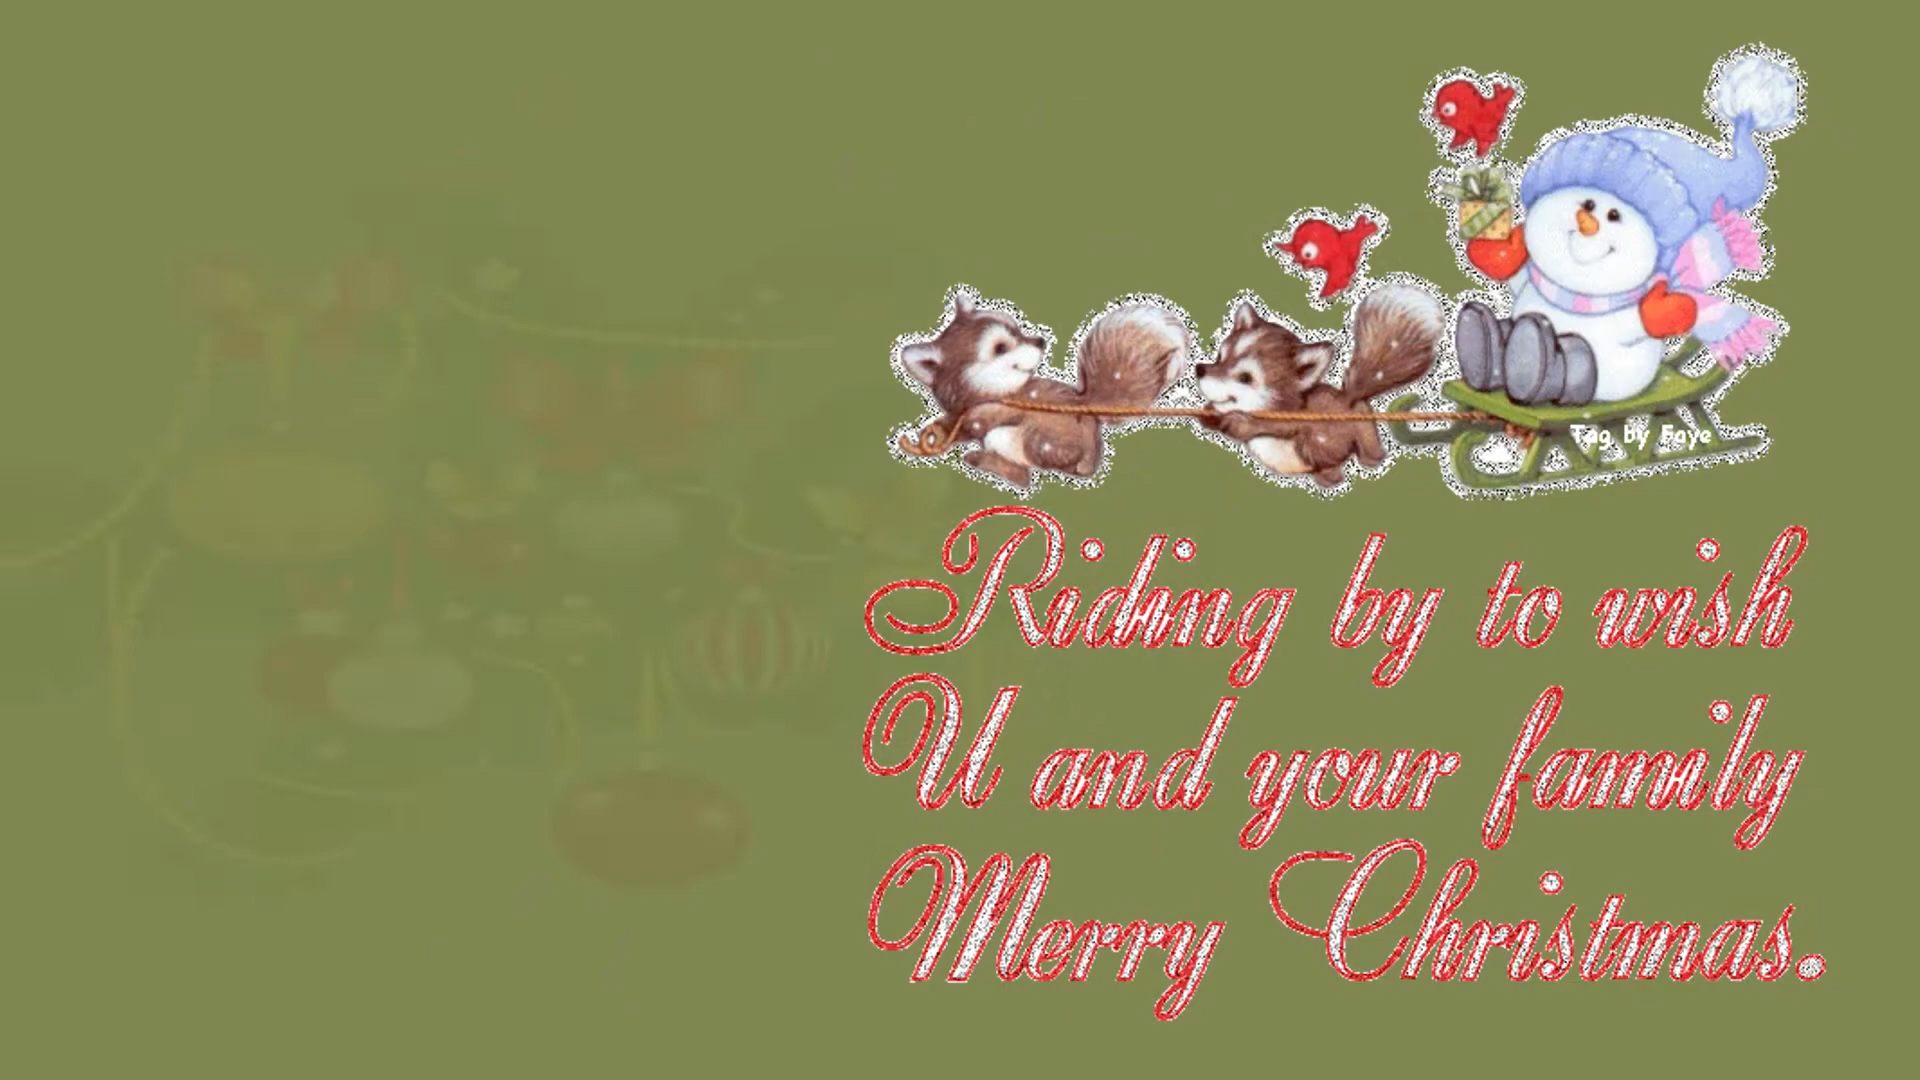 Tag by Faye
Riding by to wish
U and your family
Merry Christmas.